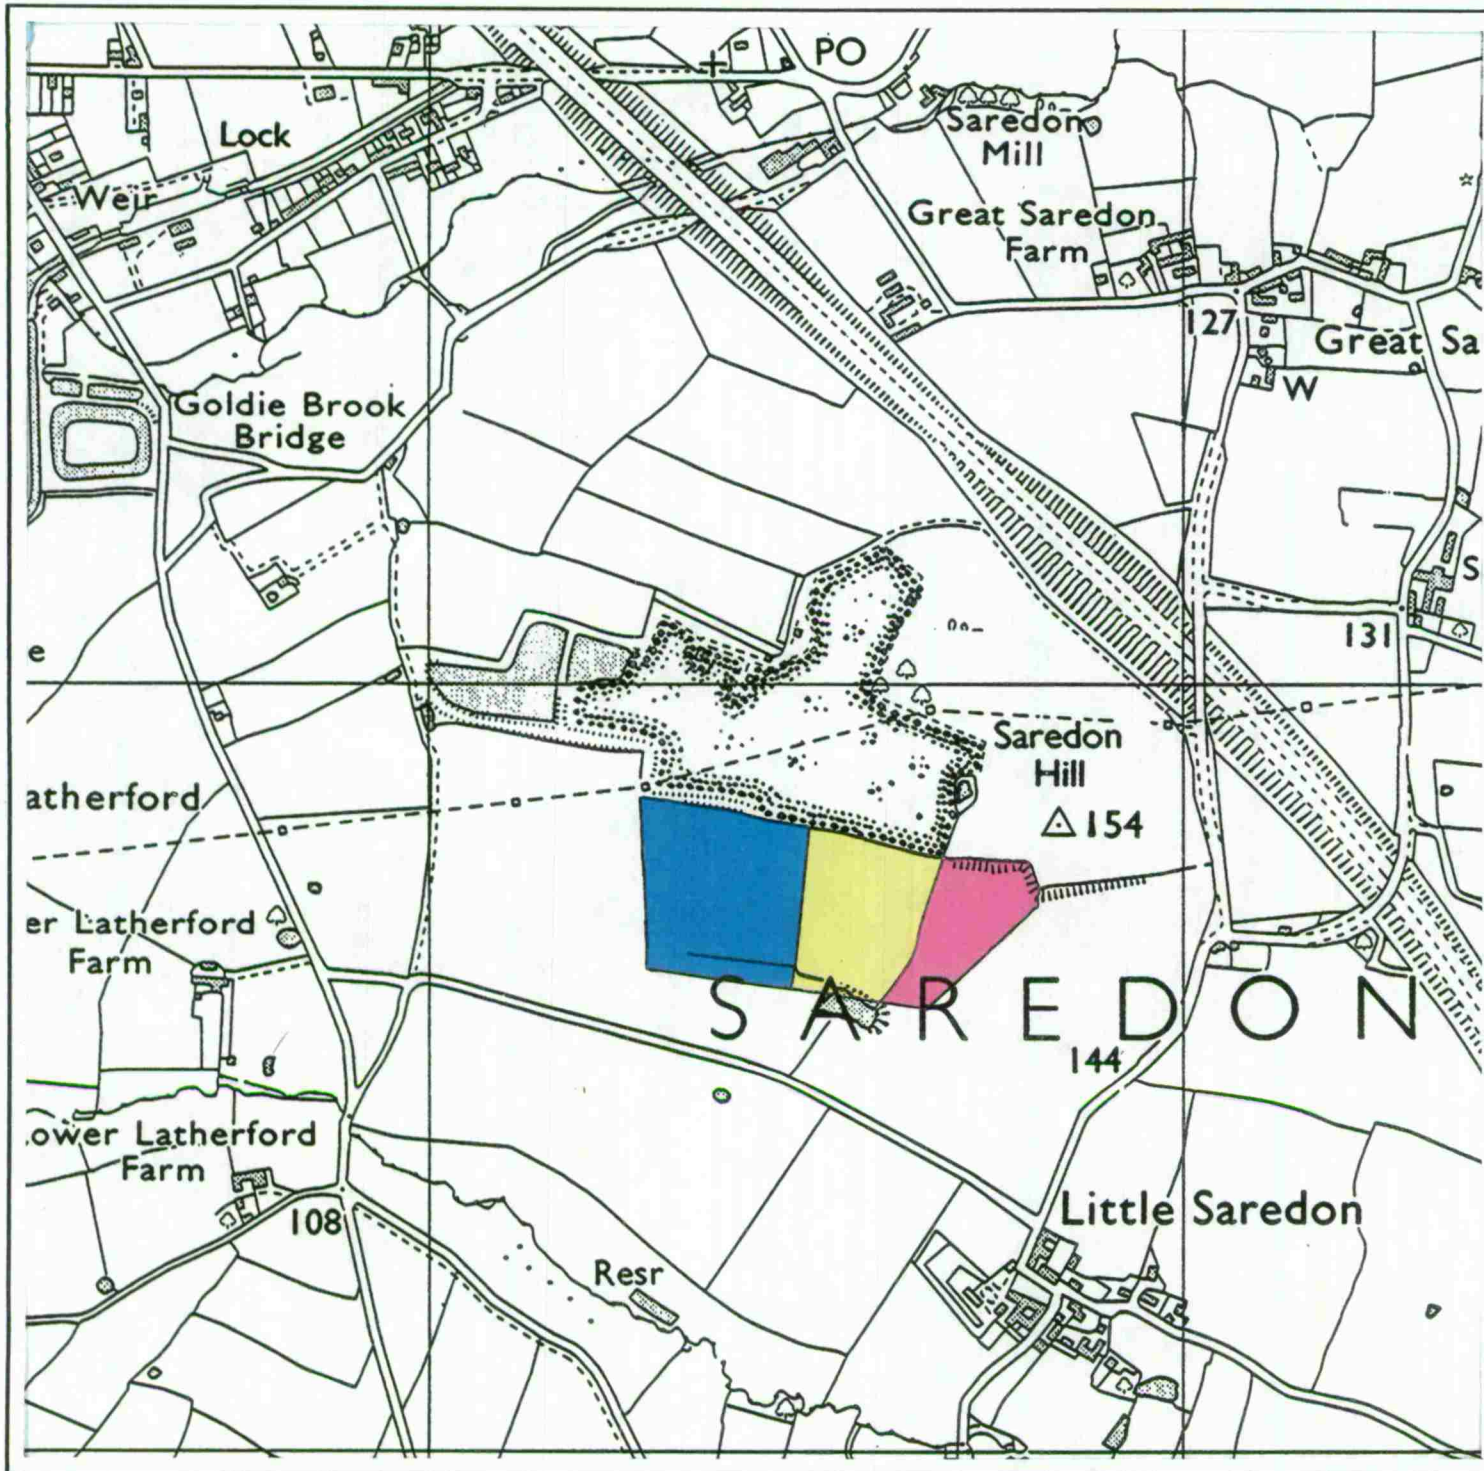 PO
Lock
Saredon
Mill
Weir
Great Saredon
Farm
127
Great Sa
W
Goldie Brook
Bridge
S
131
e
Saredon
Hill
154
atherford
er Latherford
Farm
SAREDON
144
ower Latherford
Farm
108
Little Saredon
Resr